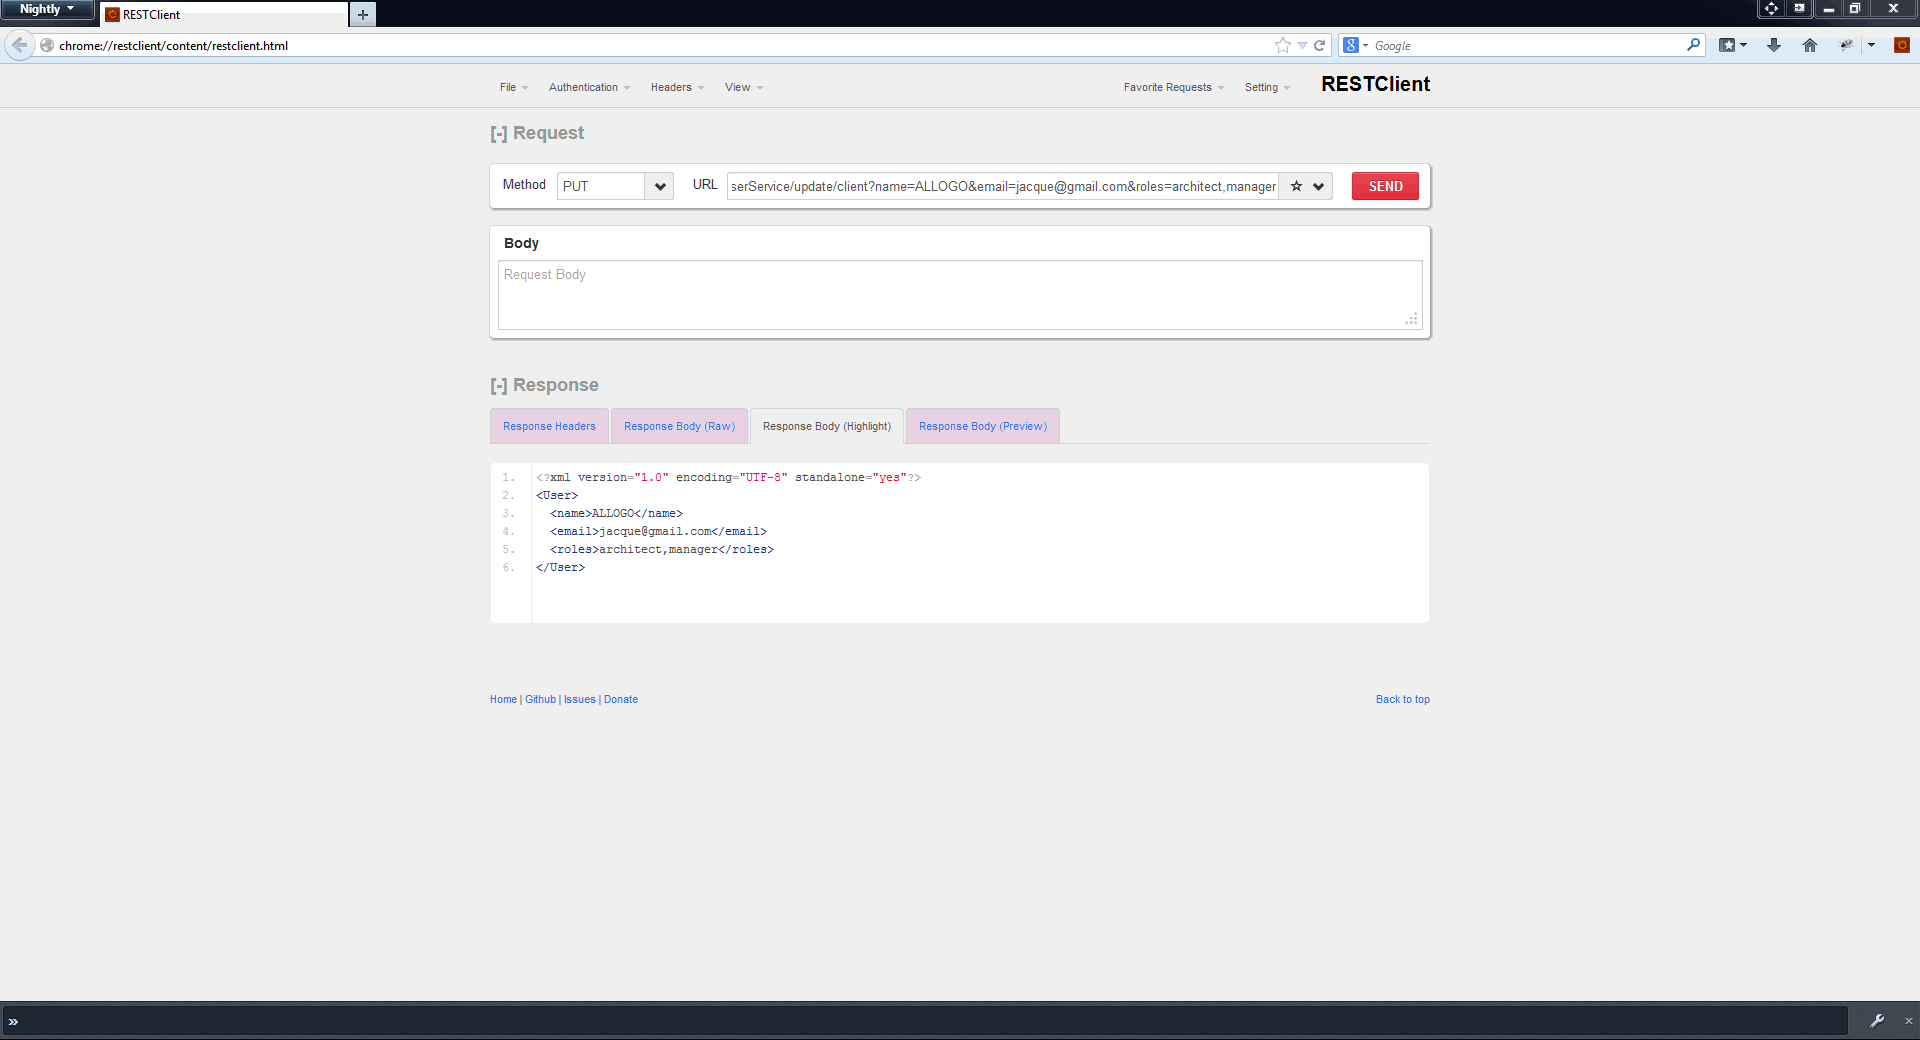 Nightly
RESTClient
chrome://restclient/content/restclient.html
Google
File Authentication Headers View Favorite Requests Setting RESTClient
[-] Request
Method PUT URL serService/update/client?name=ALLOGO&email=jacque@gmail.com&roles=architect,manager SEND
Body
Request Body
[-] Response
Response Headers Response Body (Raw) Response Body (Highlight) Response Body (Preview)
1. <?xml version="1.0" encoding="UTF-8" standalone="yes"?>
2. <User>
3. <name>ALLOGO</name>
4. <email>jacque@gmail.com</email>
5. <roles>architect,manager</roles>
6. </User>
Home | Github | Issues | Donate Back to top